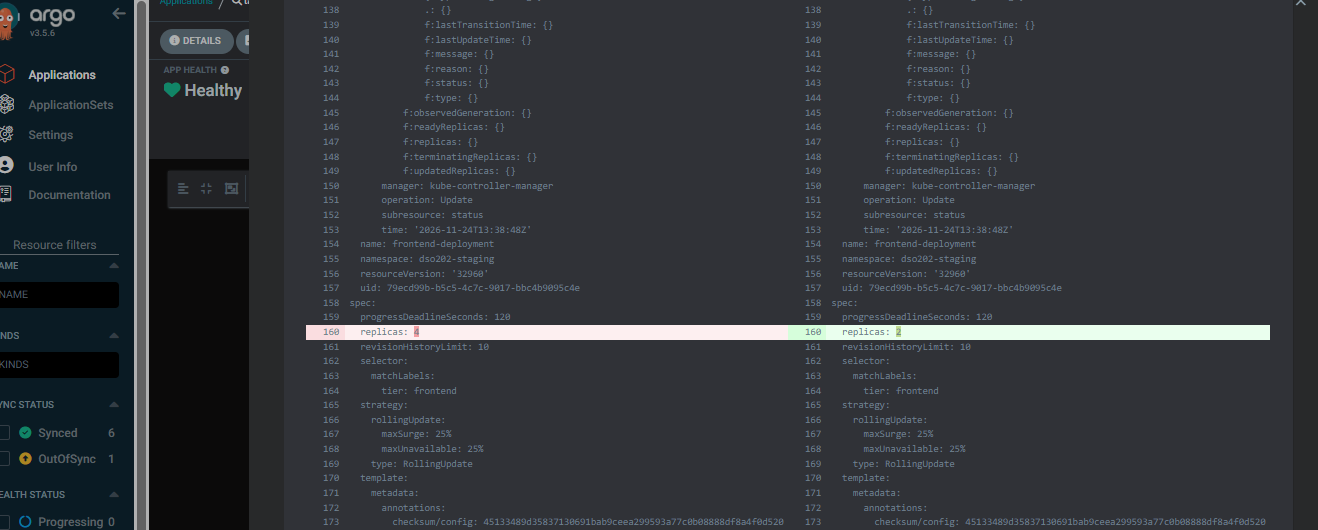 argo
v3.5.6
Applications
ApplicationSets
Settings
User Info
Documentation
Resource filters
AME
NAME
NDS
KINDS
YNC STATUS
Synced 6
OutOfSync 1
EALTH STATUS
Progressing 0
Applications /
DETAILS
APP HEALTH
Healthy
138 .: {}
139 f:lastTransitionTime: {}
140 f:lastUpdateTime: {}
141 f:message: {}
142 f:reason: {}
143 f:status: {}
144 f:type: {}
145 f:observedGeneration: {}
146 f:readyReplicas: {}
147 f:replicas: {}
148 f:terminatingReplicas: {}
149 f:updatedReplicas: {}
150 manager: kube-controller-manager
151 operation: Update
152 subresource: status
153 time: '2026-11-24T13:38:48Z'
154 name: frontend-deployment
155 namespace: dso202-staging
156 resourceVersion: '32960'
157 uid: 79ecd99b-b5c5-4c7c-9017-bbc4b9095c4e
158 spec:
159 progressDeadlineSeconds: 120
160 replicas: 4
161 revisionHistoryLimit: 10
162 selector:
163 matchLabels:
164 tier: frontend
165 strategy:
166 rollingUpdate:
167 maxSurge: 25%
168 maxUnavailable: 25%
169 type: RollingUpdate
170 template:
171 metadata:
172 annotations:
173 checksum/config: 45133489d35837130691bab9ceea299593a77c0b08888df8a4f0d520
138 .: {}
139 f:lastTransitionTime: {}
140 f:lastUpdateTime: {}
141 f:message: {}
142 f:reason: {}
143 f:status: {}
144 f:type: {}
145 f:observedGeneration: {}
146 f:readyReplicas: {}
147 f:replicas: {}
148 f:terminatingReplicas: {}
149 f:updatedReplicas: {}
150 manager: kube-controller-manager
151 operation: Update
152 subresource: status
153 time: '2026-11-24T13:38:48Z'
154 name: frontend-deployment
155 namespace: dso202-staging
156 resourceVersion: '32960'
157 uid: 79ecd99b-b5c5-4c7c-9017-bbc4b9095c4e
158 spec:
159 progressDeadlineSeconds: 120
160 replicas: 2
161 revisionHistoryLimit: 10
162 selector:
163 matchLabels:
164 tier: frontend
165 strategy:
166 rollingUpdate:
167 maxSurge: 25%
168 maxUnavailable: 25%
169 type: RollingUpdate
170 template:
171 metadata:
172 annotations:
173 checksum/config: 45133489d35837130691bab9ceea299593a77c0b08888df8a4f0d520